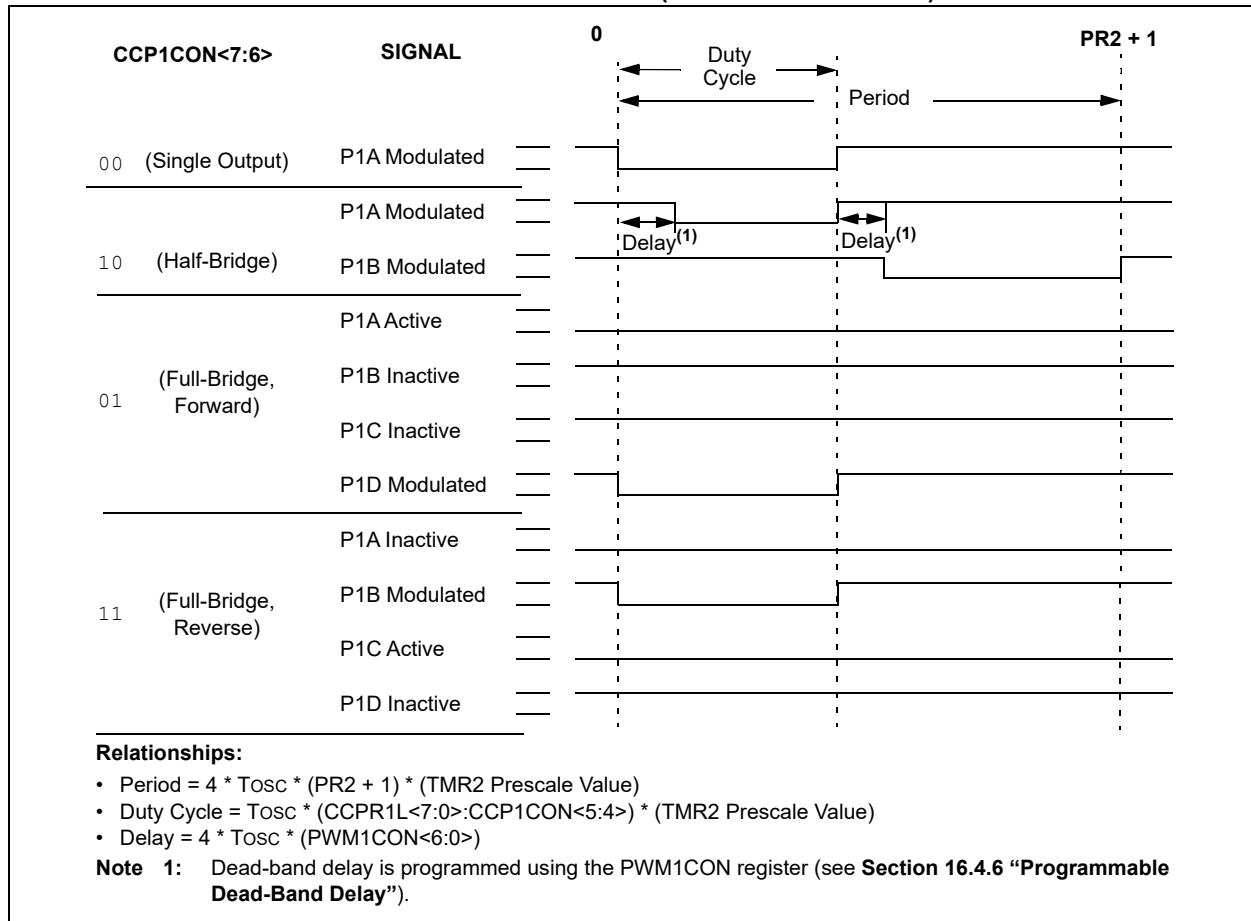 CCP1CON<7:6>
SIGNAL
0
PR2 + 1
Duty
Cycle
Period
00 (Single Output) P1A Modulated
P1A Modulated
Delay(1) Delay(1)
10 (Half-Bridge) P1B Modulated
P1A Active
P1B Inactive
01 (Full-Bridge,
Forward)
P1C Inactive
P1D Modulated
P1A Inactive
P1B Modulated
11 (Full-Bridge,
Reverse)
P1C Active
P1D Inactive
Relationships:
• Period = 4 * TOSC * (PR2 + 1) * (TMR2 Prescale Value)
• Duty Cycle = TOSC * (CCPR1L<7:0>:CCP1CON<5:4>) * (TMR2 Prescale Value)
• Delay = 4 * TOSC * (PWM1CON<6:0>)
Note 1: Dead-band delay is programmed using the PWM1CON register (see Section 16.4.6 “Programmable
Dead-Band Delay”).